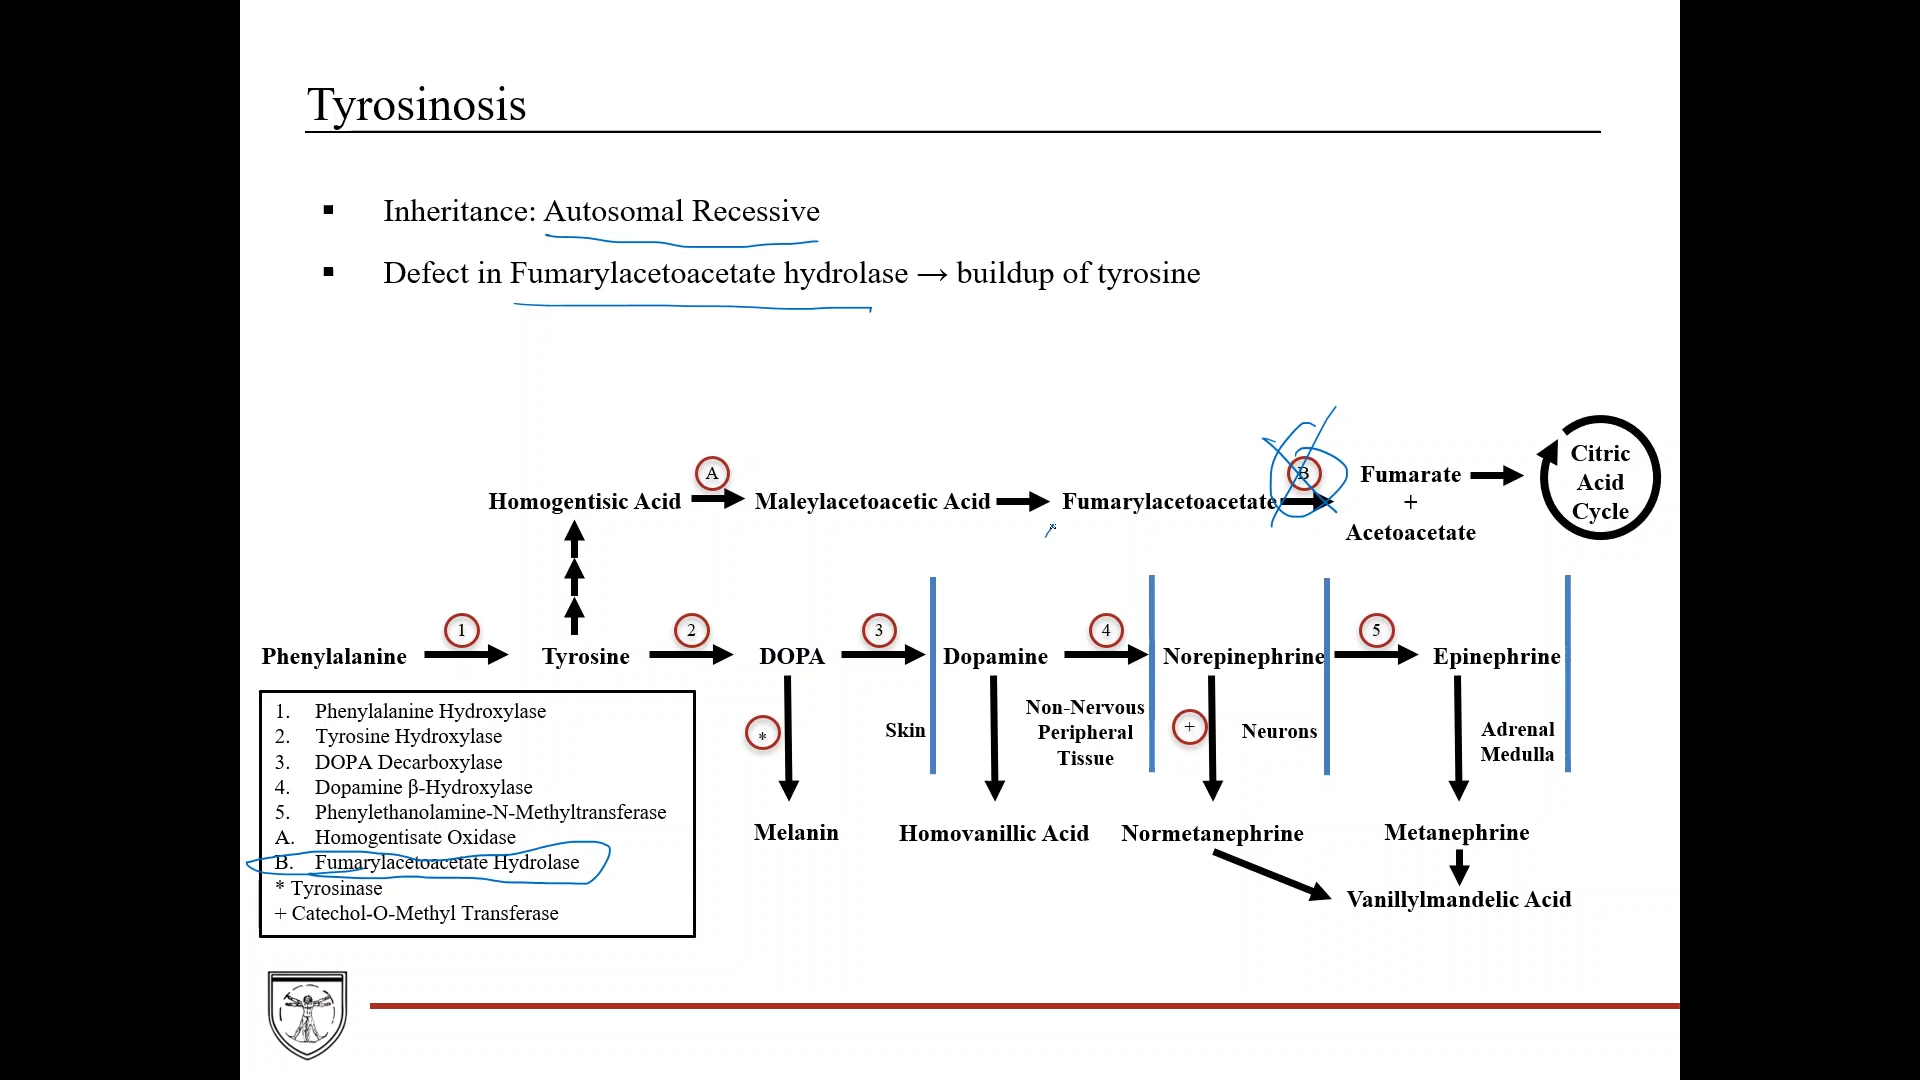 Tyrosinosis
▪ Inheritance: Autosomal Recessive
▪ Defect in Fumarylacetoacetate hydrolase → buildup of tyrosine
A
B
Homogentisic Acid
Maleylacetoacetic Acid
Fumarylacetoacetate
Fumarate
+
Acetoacetate
Citric
Acid
Cycle
1
2
3
4
5
Phenylalanine
Tyrosine
DOPA
Dopamine
Norepinephrine
Epinephrine
*
Skin
Non-Nervous
Peripheral
Tissue
+
Neurons
Adrenal
Medulla
Melanin
Homovanillic Acid
Normetanephrine
Metanephrine
Vanillylmandelic Acid
1. Phenylalanine Hydroxylase
2. Tyrosine Hydroxylase
3. DOPA Decarboxylase
4. Dopamine β-Hydroxylase
5. Phenylethanolamine-N-Methyltransferase
A. Homogentisate Oxidase
B. Fumarylacetoacetate Hydrolase
* Tyrosinase
+ Catechol-O-Methyl Transferase